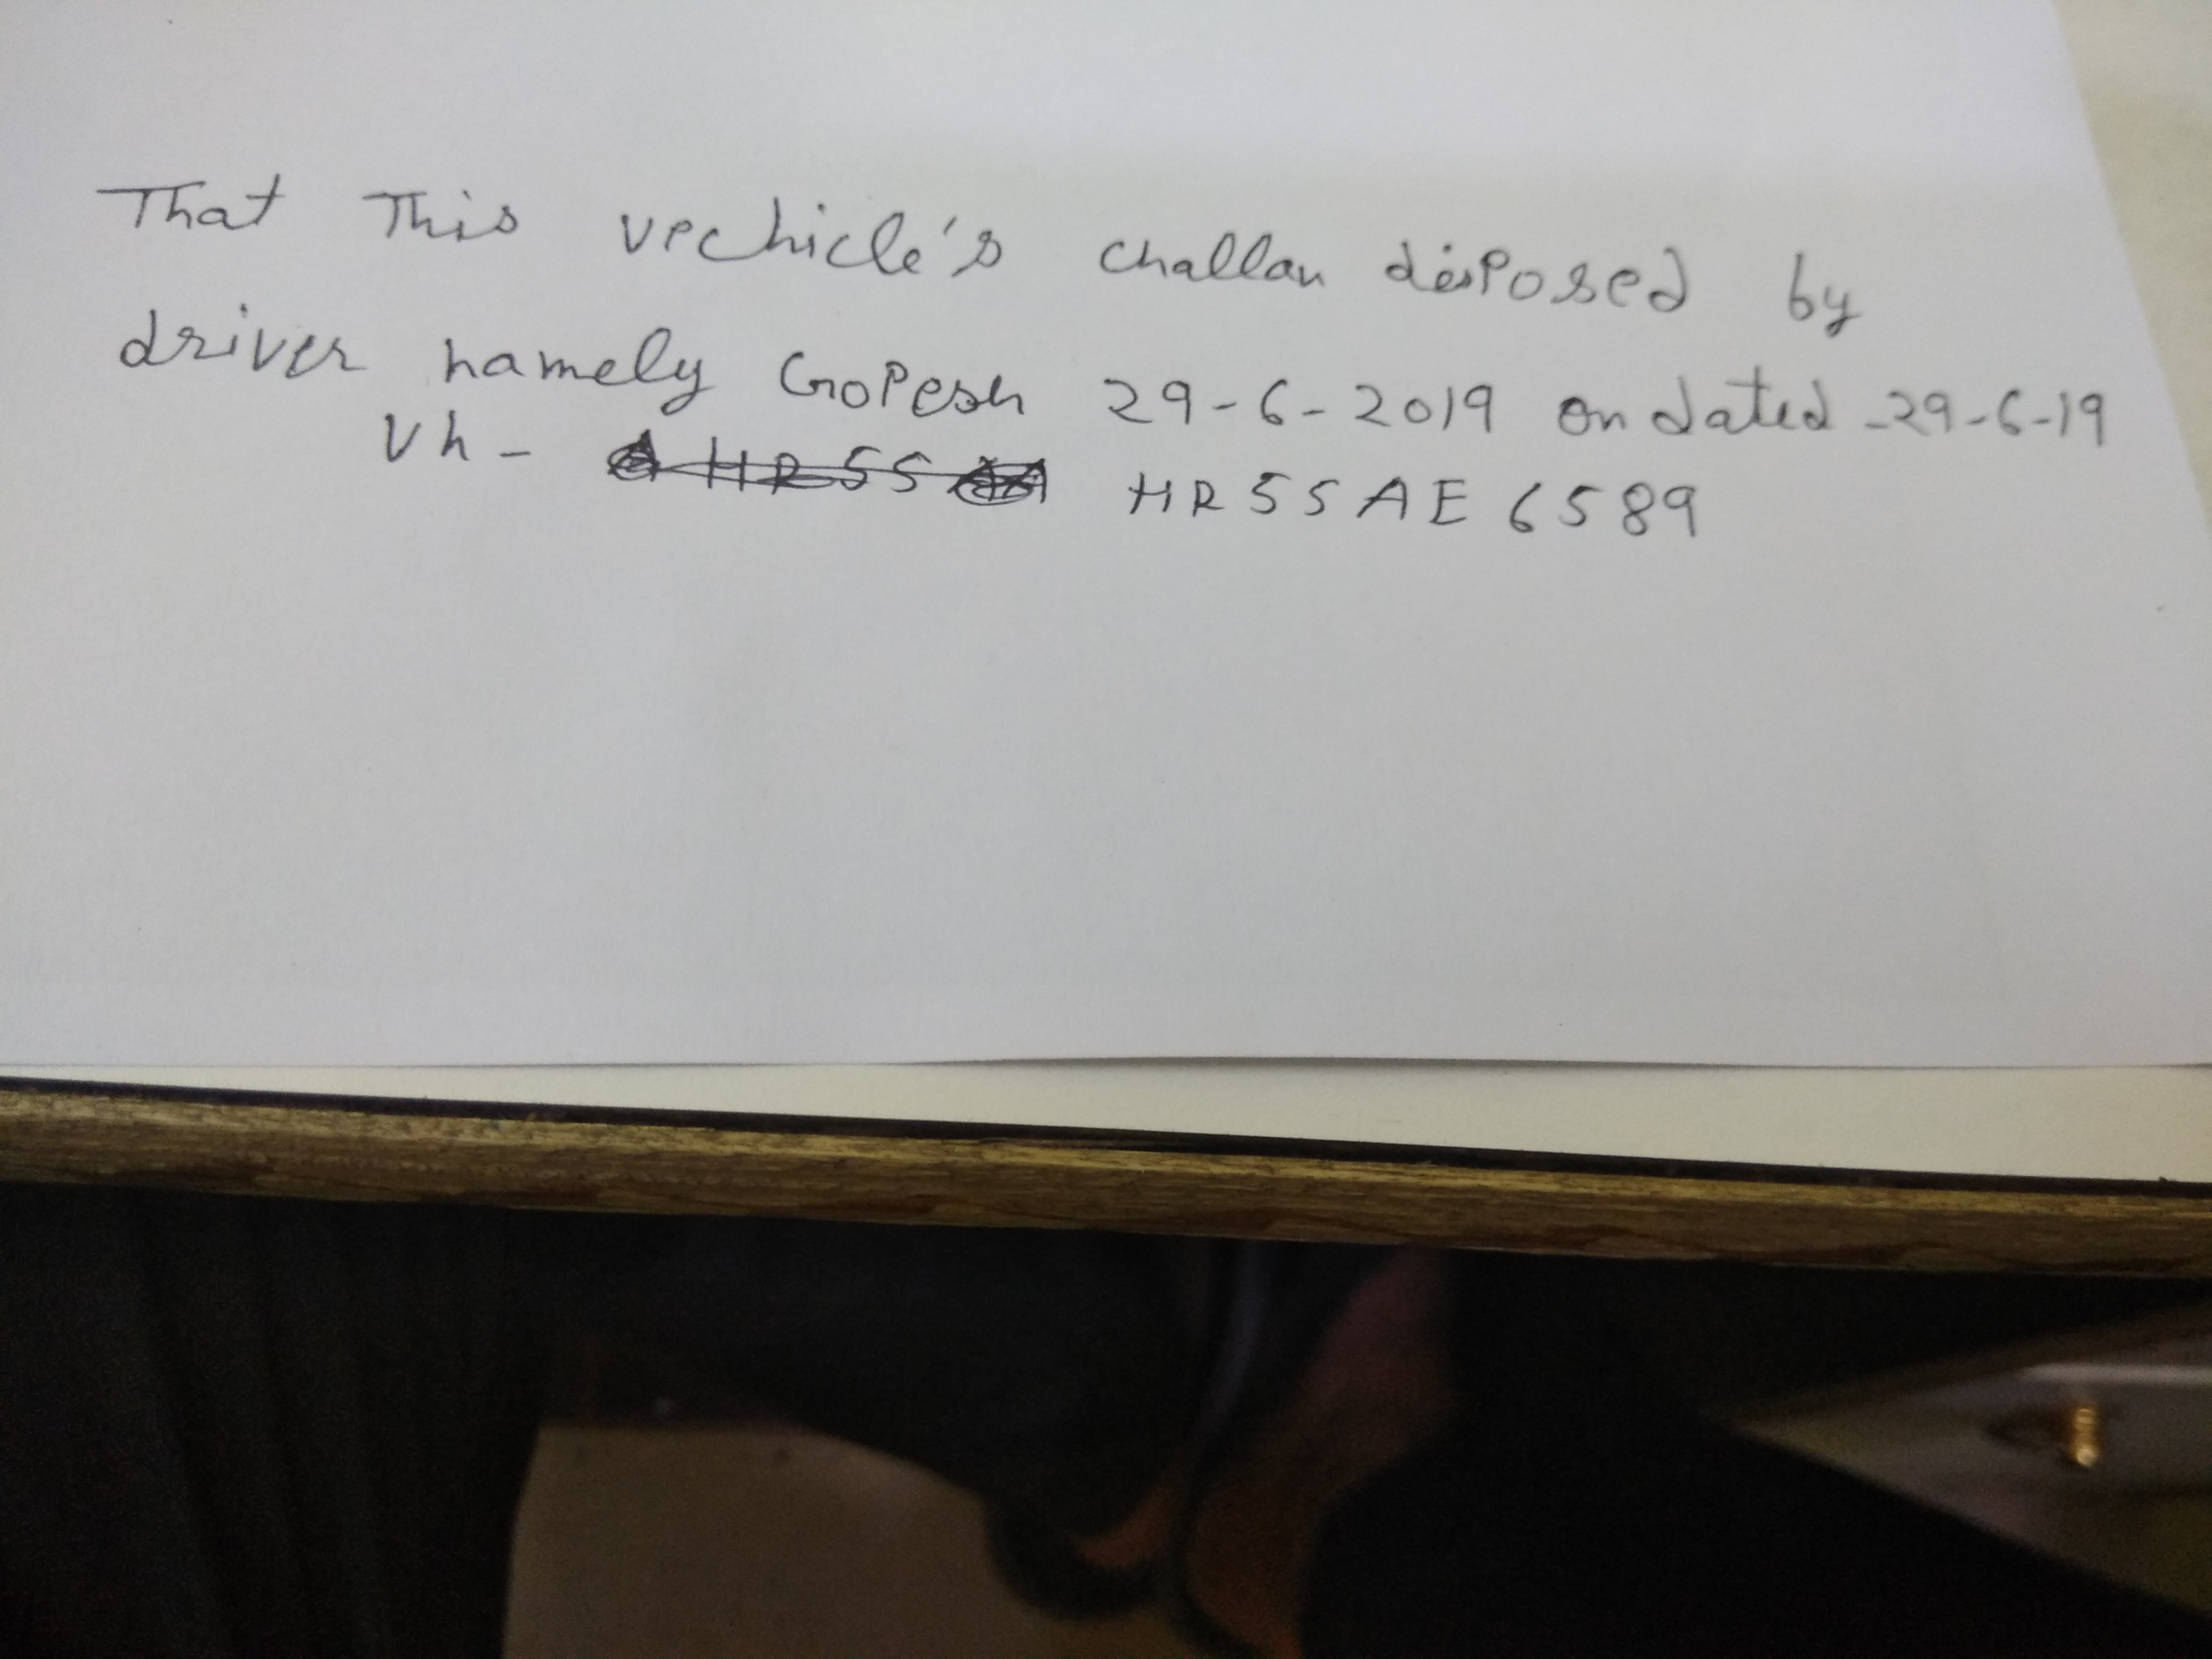 That This vechicle's challan disposed by
driver namely Gopesh 29-6-2019 on dated -29-6-19
Vh - HR55 HR55AE6589